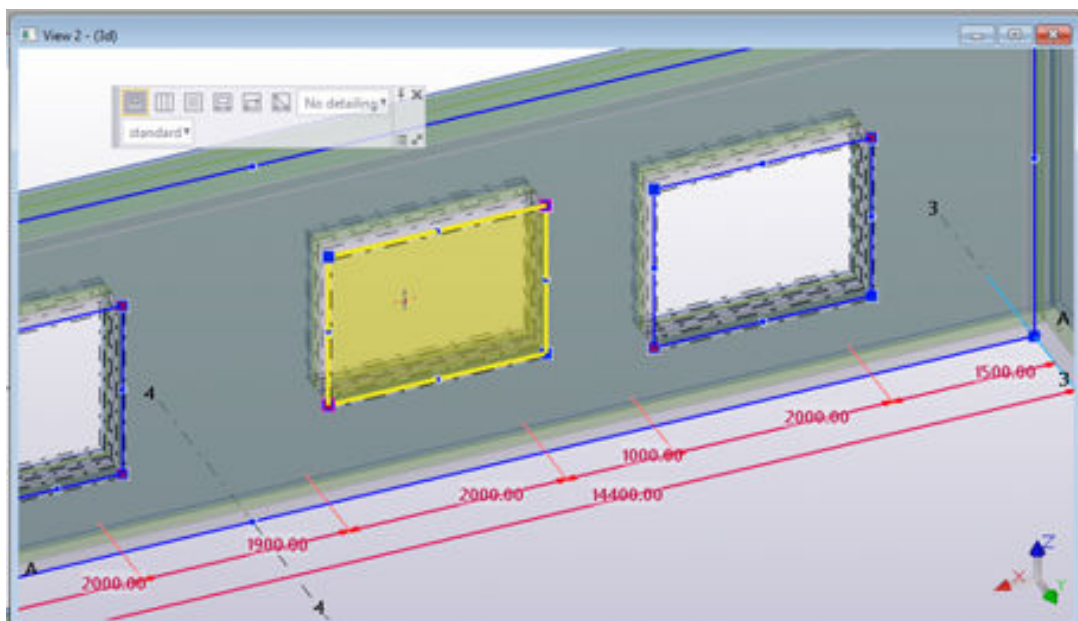 View 2 - (3d)
No detailing
standard
3
A
3
1500.00
2000.00
1000.00
4
2000.00
14400.00
1900.00
A
2000.00
4
Z
X
Y